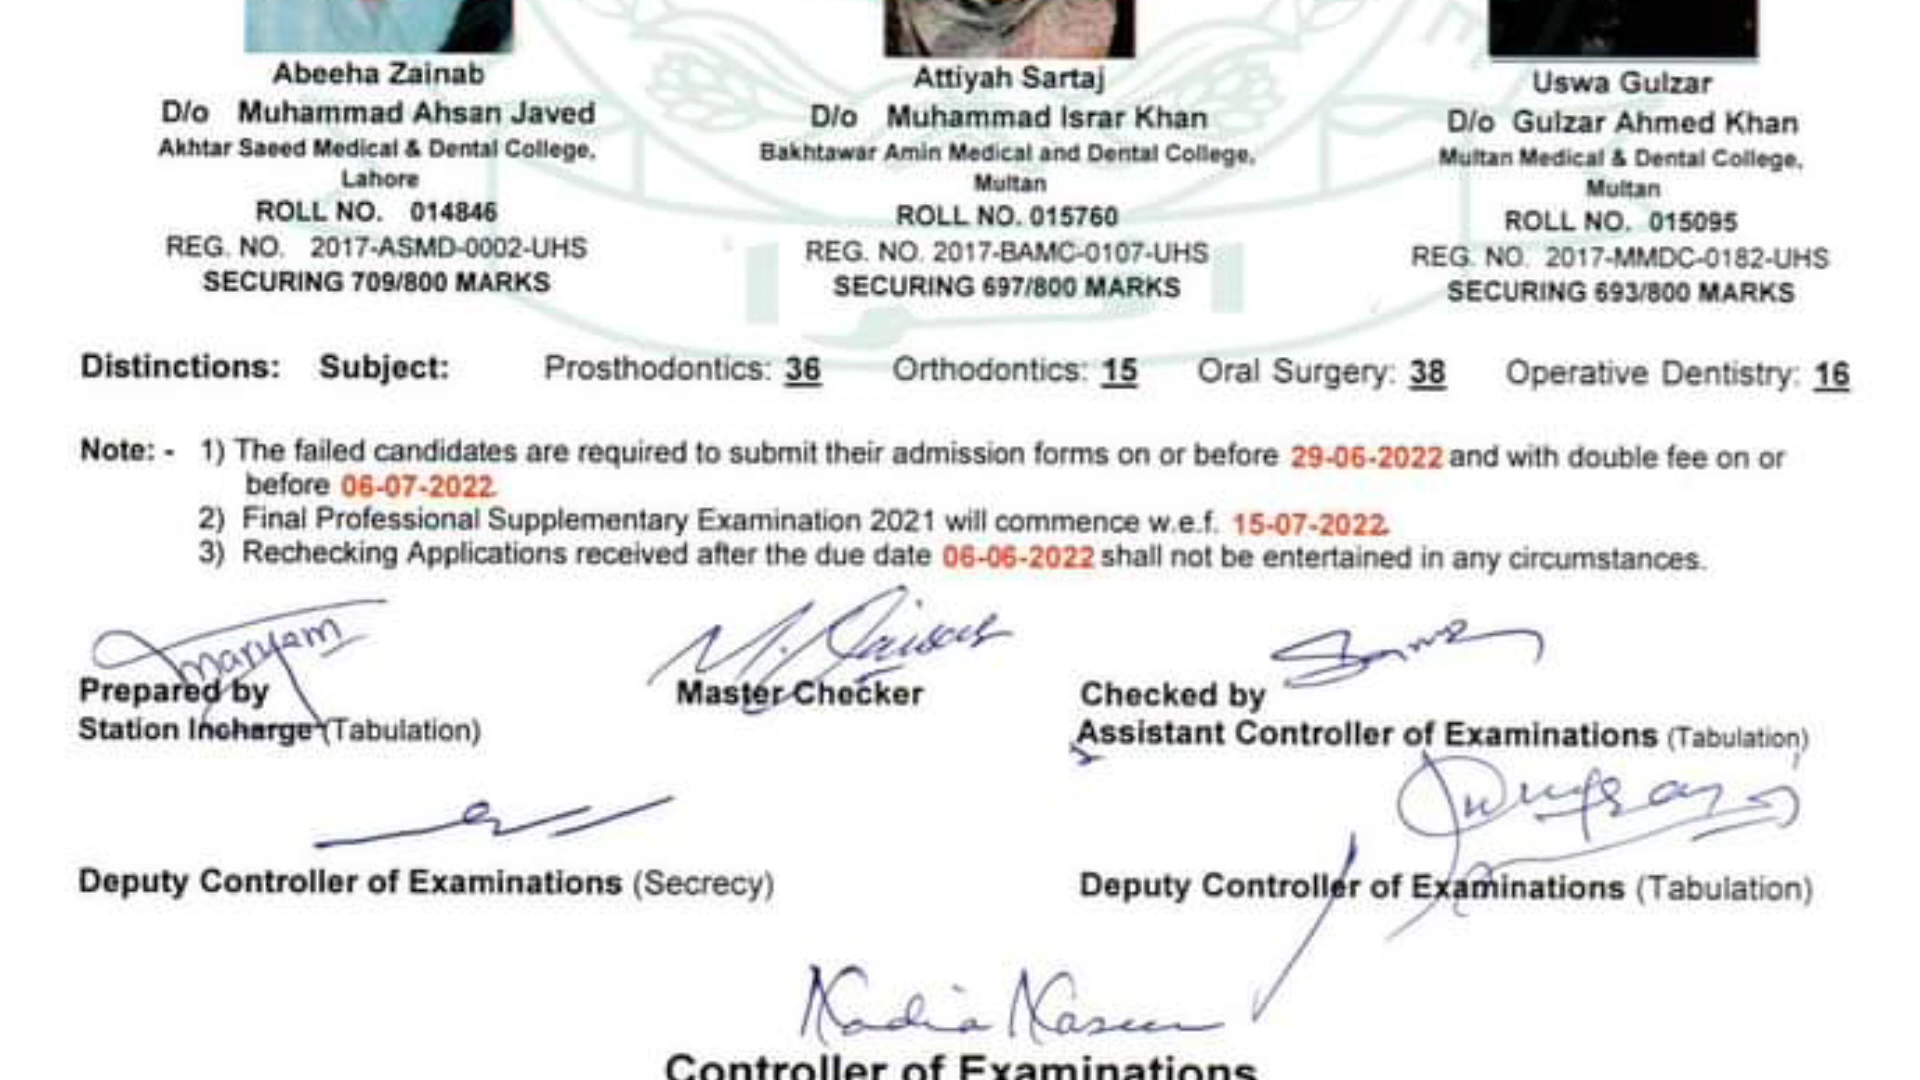 Abeeha Zainab
D/o Muhammad Ahsan Javed
Akhtar Saeed Medical & Dental College,
Lahore
ROLL NO. 014846
REG. NO. 2017-ASMD-0002-UHS
SECURING 709/800 MARKS
Attiyah Sartaj
D/o Muhammad Israr Khan
Bakhtawar Amin Medical and Dental College,
Multan
ROLL NO. 015760
REG. NO. 2017-BAMC-0107-UHS
SECURING 697/800 MARKS
Uswa Gulzar
D/o Gulzar Ahmed Khan
Multan Medical & Dental College,
Multan
ROLL NO. 015095
REG. NO. 2017-MMDC-0182-UHS
SECURING 693/800 MARKS
Distinctions: Subject: Prosthodontics: 36 Orthodontics: 15 Oral Surgery: 38 Operative Dentistry: 16
Note: - 1) The failed candidates are required to submit their admission forms on or before 29-06-2022 and with double fee on or
before 06-07-2022.
2) Final Professional Supplementary Examination 2021 will commence w.e.f. 15-07-2022.
3) Rechecking Applications received after the due date 06-06-2022 shall not be entertained in any circumstances.
Maryam
Prepared by
Station Incharge (Tabulation)
Master Checker
Checked by
Assistant Controller of Examinations (Tabulation)
Deputy Controller of Examinations (Secrecy)
Deputy Controller of Examinations (Tabulation)
Nadia Naseem
Controller of Examinations